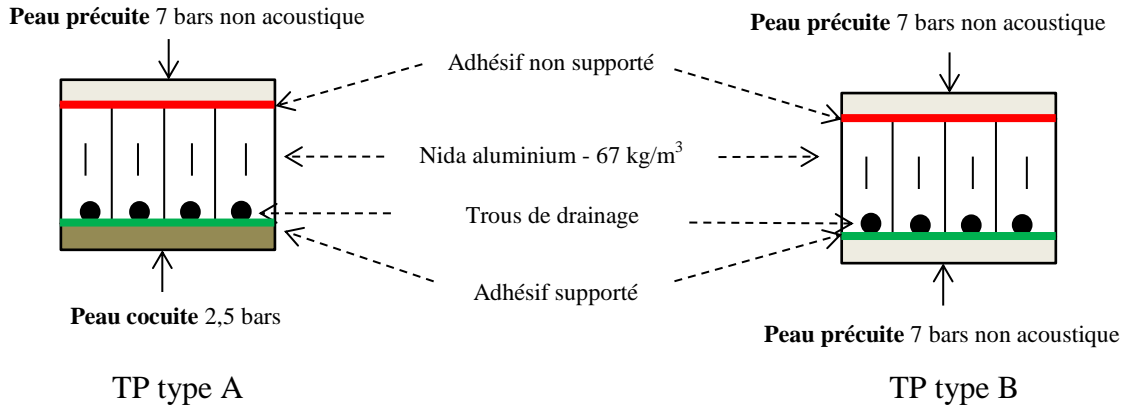 Peau précuite 7 bars non acoustique
Peau précuite 7 bars non acoustique
Adhésif non supporté
Nida aluminium - 67 kg/m³
Trous de drainage
Adhésif supporté
Peau cocuite 2,5 bars
Peau précuite 7 bars non acoustique
TP type A
TP type B